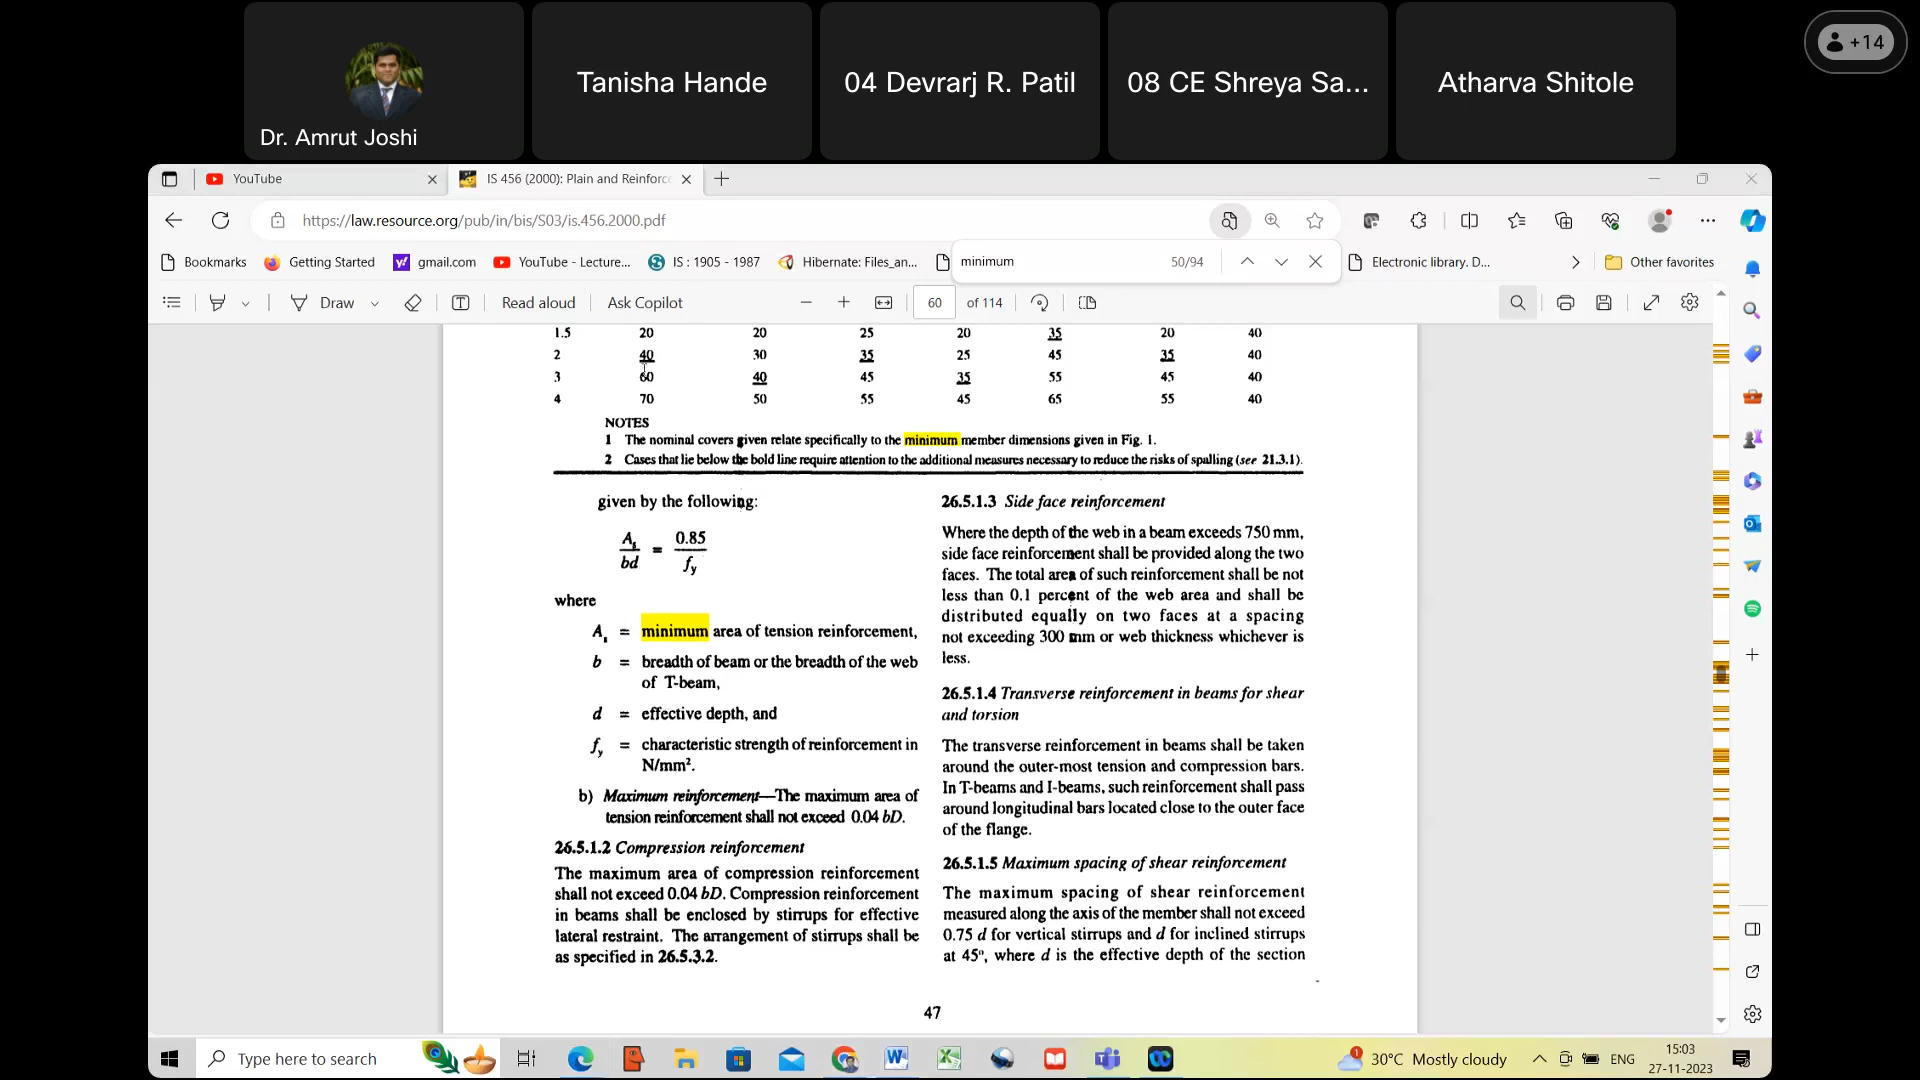 Dr. Amrut Joshi
Tanisha Hande
04 Devrarj R. Patil
08 CE Shreya Sa...
Atharva Shitole
+14
YouTube
IS 456 (2000): Plain and Reinforc
https://law.resource.org/pub/in/bis/S03/is.456.2000.pdf
Bookmarks
Getting Started
gmail.com
YouTube - Lecture...
IS : 1905 - 1987
Hibernate: Files_an...
minimum 50/94
Electronic library. D...
Other favorites
Draw
Read aloud
Ask Copilot
60 of 114
1.5 20 20 25 20 35 20 40
2 40 30 35 25 45 35 40
3 60 40 45 35 55 45 40
4 70 50 55 45 65 55 40
NOTES
1 The nominal covers given relate specifically to the minimum member dimensions given in Fig. 1.
2 Cases that lie below the bold line require attention to the additional measures necessary to reduce the risks of spalling (see 21.3.1).
given by the following:
As/bd = 0.85/fy
where
As = minimum area of tension reinforcement,
b = breadth of beam or the breadth of the web
of T-beam,
d = effective depth, and
fy = characteristic strength of reinforcement in
N/mm².
b) Maximum reinforcement—The maximum area of
tension reinforcement shall not exceed 0.04 bD.
26.5.1.2 Compression reinforcement
The maximum area of compression reinforcement
shall not exceed 0.04 bD. Compression reinforcement
in beams shall be enclosed by stirrups for effective
lateral restraint. The arrangement of stirrups shall be
as specified in 26.5.3.2.
26.5.1.3 Side face reinforcement
Where the depth of the web in a beam exceeds 750 mm,
side face reinforcement shall be provided along the two
faces. The total area of such reinforcement shall be not
less than 0.1 percent of the web area and shall be
distributed equally on two faces at a spacing
not exceeding 300 mm or web thickness whichever is
less.
26.5.1.4 Transverse reinforcement in beams for shear
and torsion
The transverse reinforcement in beams shall be taken
around the outer-most tension and compression bars.
In T-beams and I-beams, such reinforcement shall pass
around longitudinal bars located close to the outer face
of the flange.
26.5.1.5 Maximum spacing of shear reinforcement
The maximum spacing of shear reinforcement
measured along the axis of the member shall not exceed
0.75 d for vertical stirrups and d for inclined stirrups
at 45°, where d is the effective depth of the section
47
Type here to search
30°C Mostly cloudy
ENG
15:03
27-11-2023